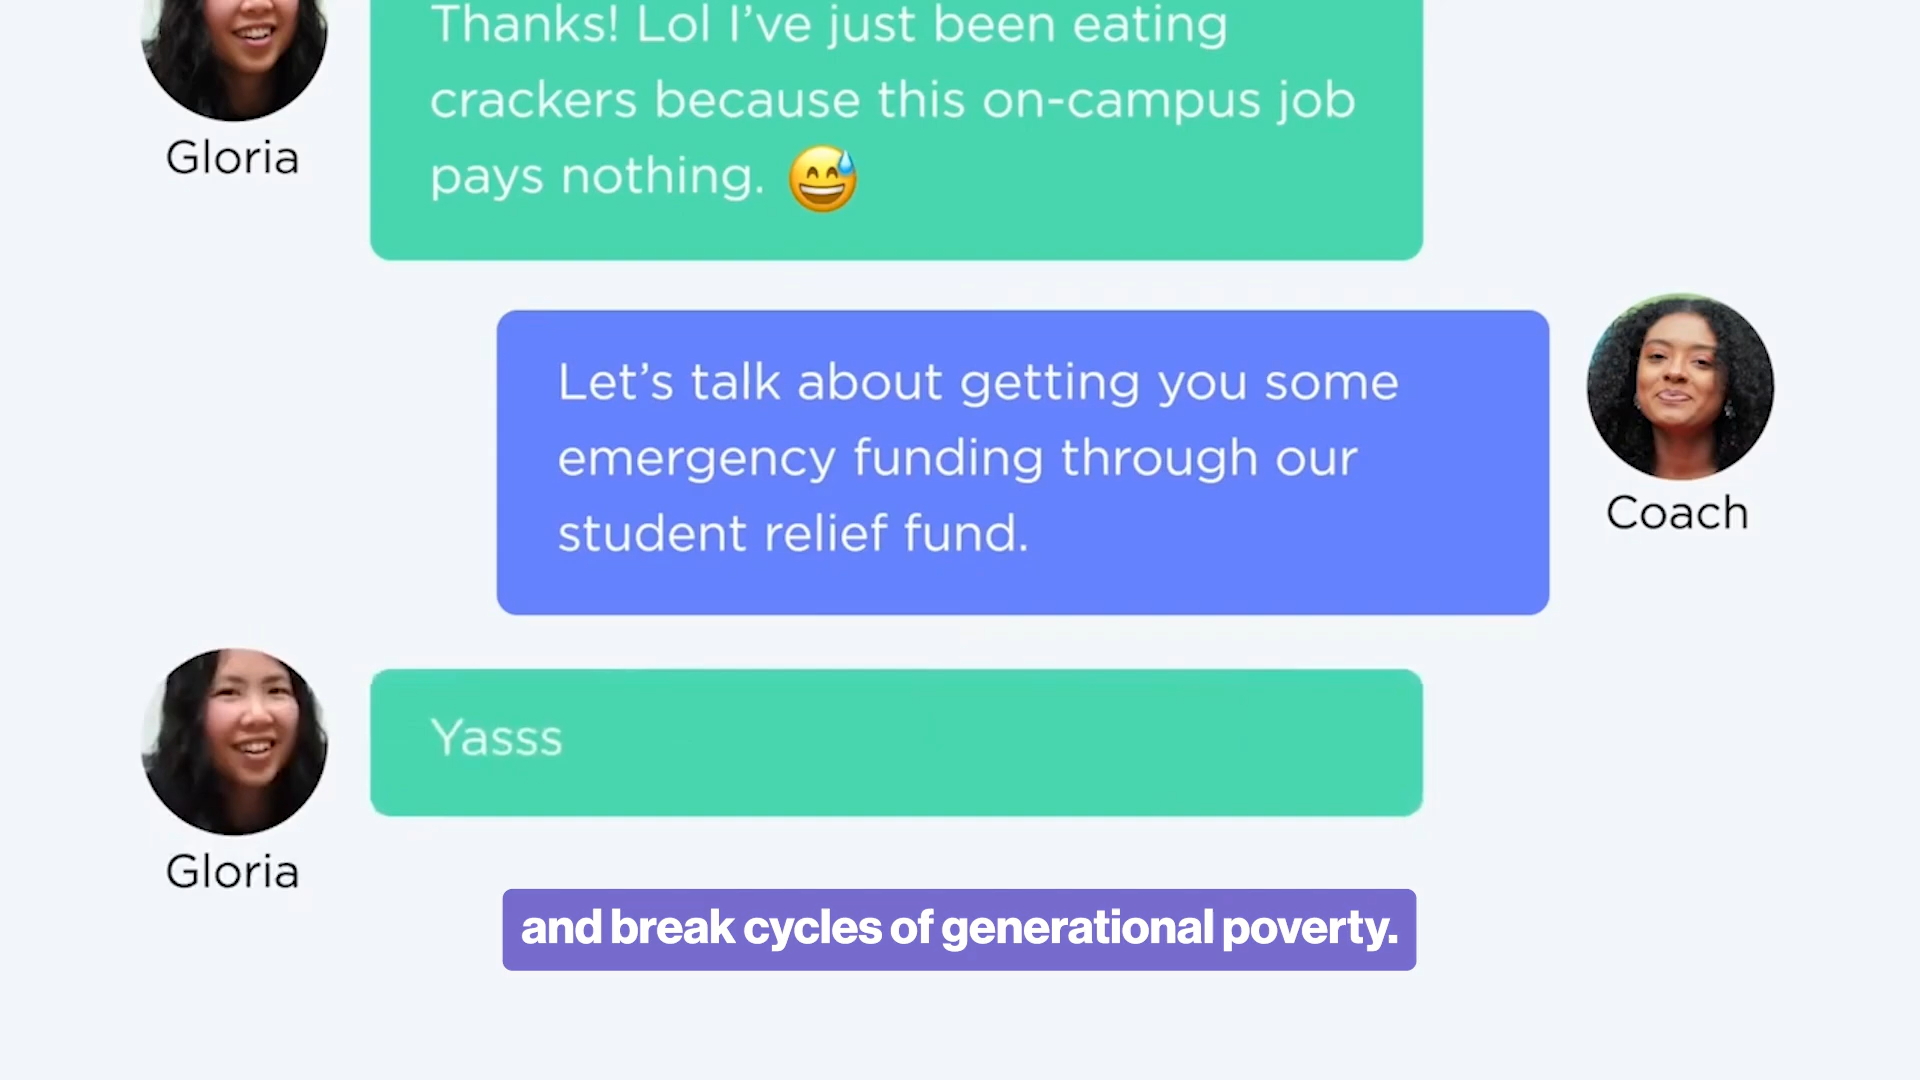 Thanks! Lol I’ve just been eating
crackers because this on-campus job
pays nothing. 😅
Gloria
Let’s talk about getting you some
emergency funding through our
student relief fund.
Coach
Yasss
Gloria
and break cycles of generational poverty.